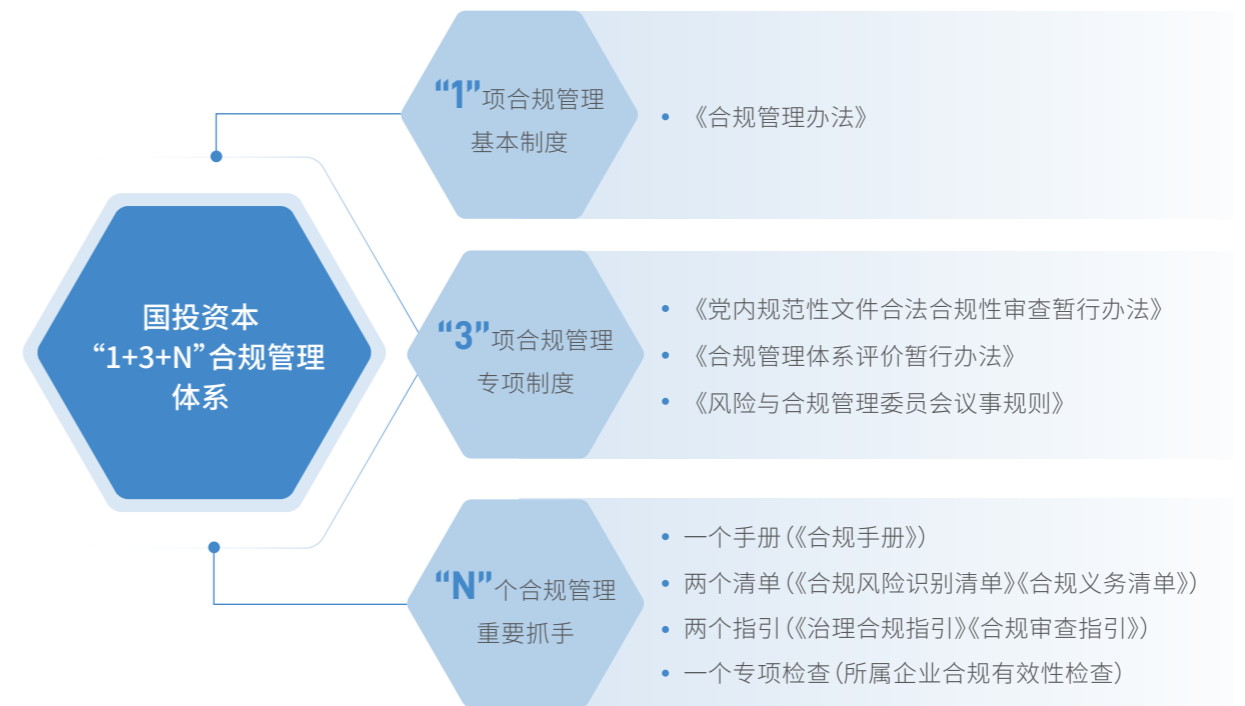 “1”项合规管理
基本制度
• 《合规管理办法》
国投资本
“1+3+N”合规管理
体系
“3”项合规管理
专项制度
• 《党内规范性文件合法合规性审查暂行办法》
• 《合规管理体系评价暂行办法》
• 《风险与合规管理委员会议事规则》
“N”个合规管理
重要抓手
• 一个手册（《合规手册》）
• 两个清单（《合规风险识别清单》《合规义务清单》）
• 两个指引（《治理合规指引》《合规审查指引》）
• 一个专项检查（所属企业合规有效性检查）